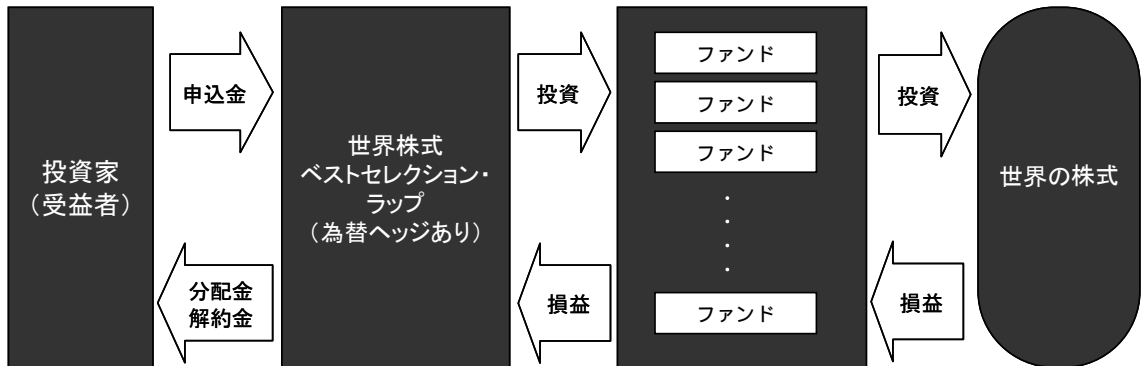 投資家
（受益者）
申込金
分配金
解約金
世界株式
ベストセレクション・
ラップ
（為替ヘッジあり）
投資
損益
ファンド
ファンド
ファンド
・
・
・
・
ファンド
投資
損益
世界の株式